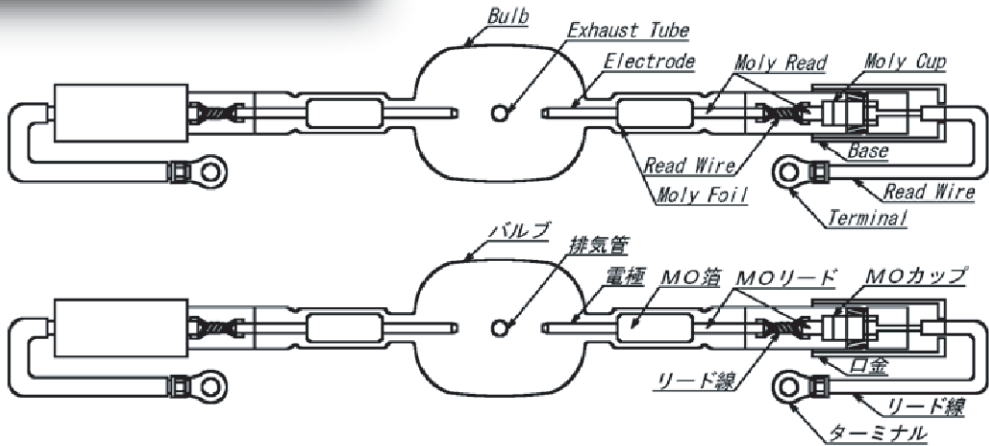 Bulb
Exhaust Tube
Electrode
Moly Read
Moly Cup
Read Wire
Base
Moly Foil
Read Wire
Terminal
バルブ
排気管
電極
MO箔
MOリード
MOカップ
リード線
口金
リード線
ターミナル